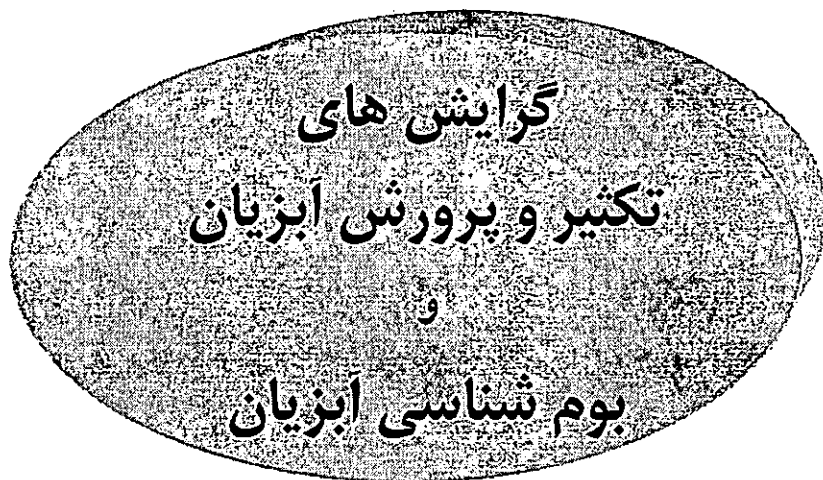 گرایش های
تکثیر و پرورش آبزیان
و
بوم شناسی آبزیان